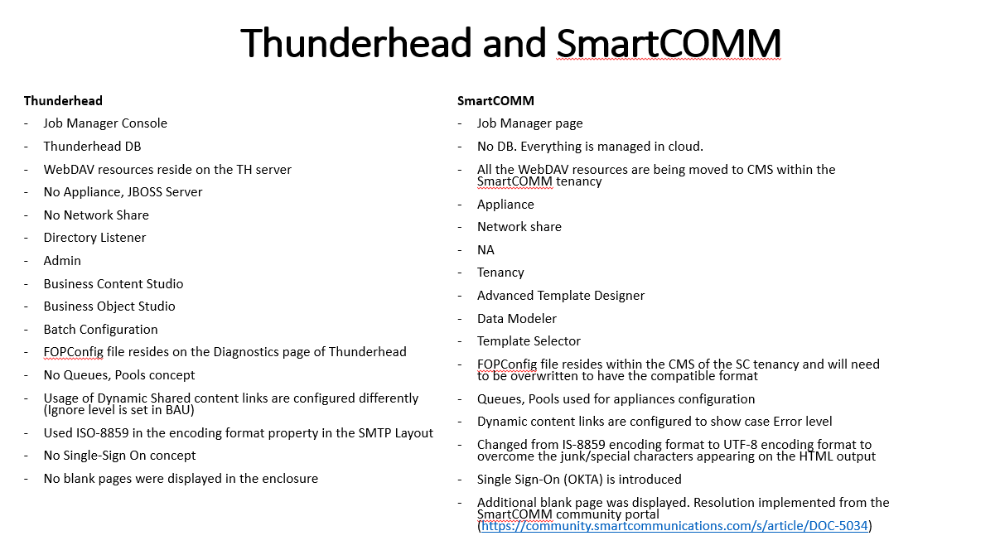 Thunderhead and SmartCOMM
Thunderhead
- Job Manager Console
- Thunderhead DB
- WebDAV resources reside on the TH server
- No Appliance, JBOSS Server
- No Network Share
- Directory Listener
- Admin
- Business Content Studio
- Business Object Studio
- Batch Configuration
- FOPConfig file resides on the Diagnostics page of Thunderhead
- No Queues, Pools concept
- Usage of Dynamic Shared content links are configured differently
(Ignore level is set in BAU)
- Used ISO-8859 in the encoding format property in the SMTP Layout
- No Single-Sign On concept
- No blank pages were displayed in the enclosure
SmartCOMM
- Job Manager page
- No DB. Everything is managed in cloud.
- All the WebDAV resources are being moved to CMS within the
SmartCOMM tenancy
- Appliance
- Network share
- NA
- Tenancy
- Advanced Template Designer
- Data Modeler
- Template Selector
- FOPConfig file resides within the CMS of the SC tenancy and will need
to be overwritten to have the compatible format
- Queues, Pools used for appliances configuration
- Dynamic content links are configured to show case Error level
- Changed from IS-8859 encoding format to UTF-8 encoding format to
overcome the junk/special characters appearing on the HTML output
- Single Sign-On (OKTA) is introduced
- Additional blank page was displayed. Resolution implemented from the
SmartCOMM community portal
(https://community.smartcommunications.com/s/article/DOC-5034)